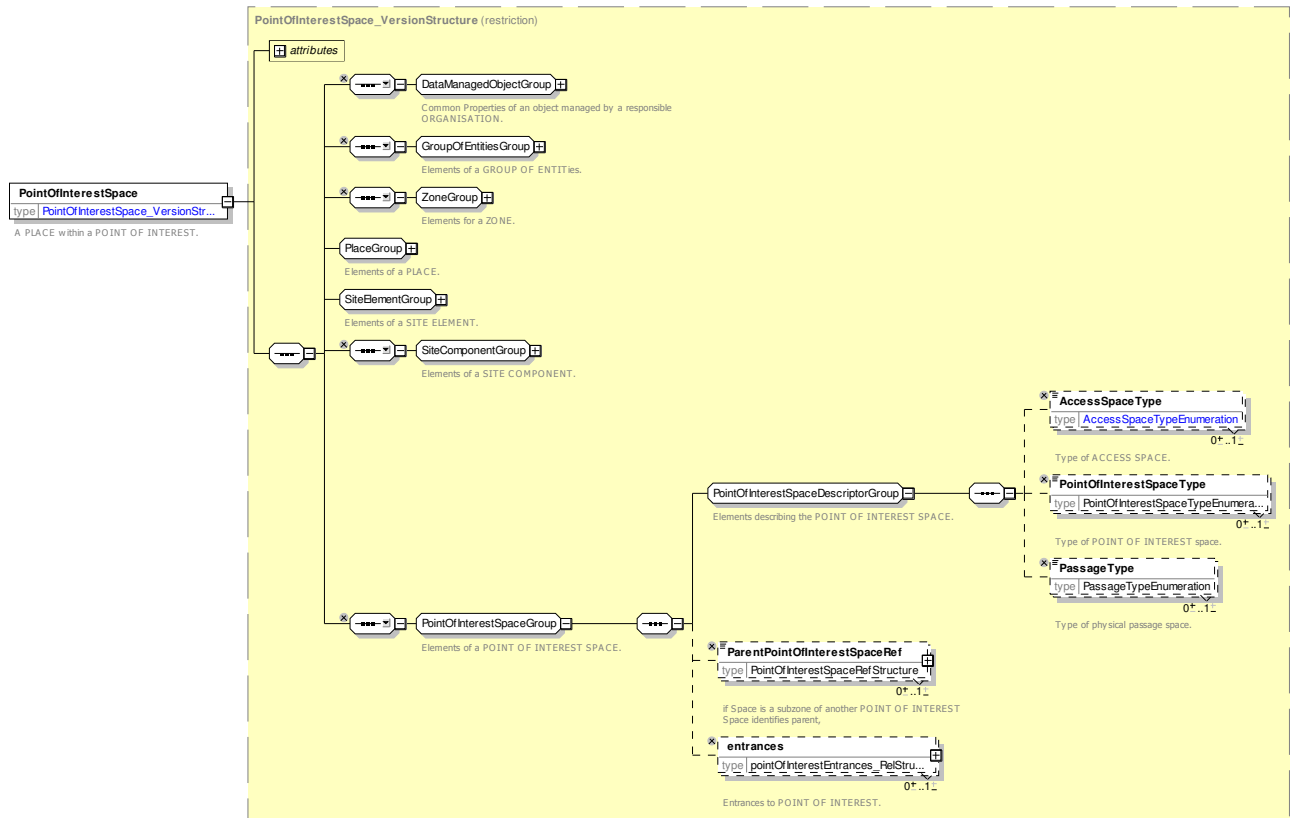 PointOfInterestSpace_VersionStructure (restriction)
attributes
DataManagedObjectGroup
Common Properties of an object managed by a responsible
ORGANISATION.
GroupOfEntitiesGroup
Elements of a GROUP OF ENTITies.
PointOfInterestSpace
type PointOfInterestSpace_VersionStr...
A PLACE within a POINT OF INTEREST.
ZoneGroup
Elements for a ZONE.
PlaceGroup
Elements of a PLACE.
SiteElementGroup
Elements of a SITE ELEMENT.
SiteComponentGroup
Elements of a SITE COMPONENT.
AccessSpaceType
type AccessSpaceTypeEnumeration
0..1
Type of ACCESS SPACE.
PointOfInterestSpaceDescriptorGroup
Elements describing the POINT OF INTEREST SPACE.
PointOfInterestSpaceType
type PointOfInterestSpaceTypeEnumera...
0..1
Type of POINT OF INTEREST space.
PassageType
type PassageTypeEnumeration
0..1
Type of physical passage space.
PointOfInterestSpaceGroup
Elements of a POINT OF INTEREST SPACE.
ParentPointOfInterestSpaceRef
type PointOfInterestSpaceRefStructure
0..1
if Space is a subzone of another POINT OF INTEREST
Space identifies parent,
entrances
type pointOfInterestEntrances_RelStru...
0..1
Entrances to POINT OF INTEREST.